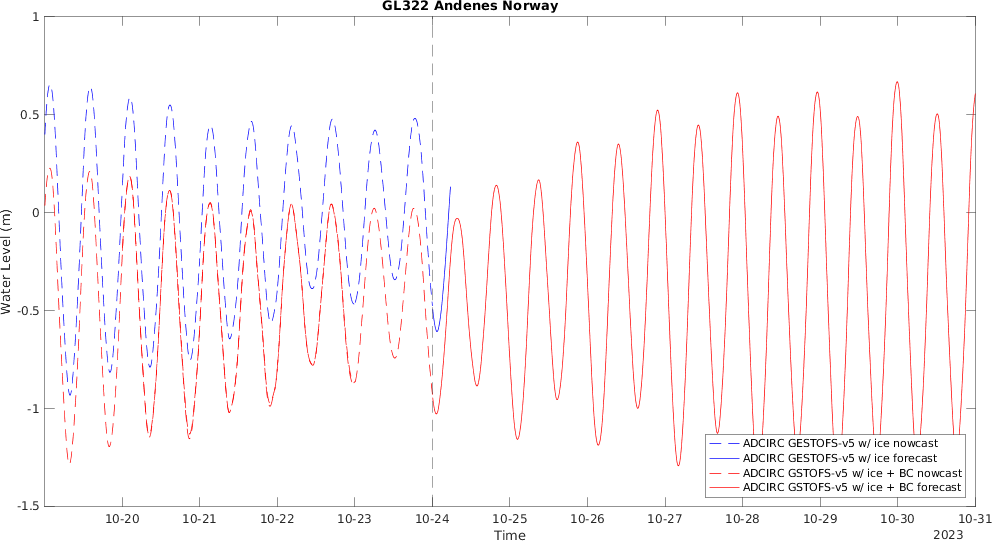 GL322 Andenes Norway
1
0.5
0
-0.5
-1
-1.5
Water Level (m)
10-20 10-21 10-22 10-23 10-24 10-25 10-26 10-27 10-28 10-29 10-30 10-31
Time
2023
ADCIRC GESTOFS-v5 w/ ice nowcast
ADCIRC GESTOFS-v5 w/ ice forecast
ADCIRC GSTOFS-v5 w/ ice + BC nowcast
ADCIRC GSTOFS-v5 w/ ice + BC forecast